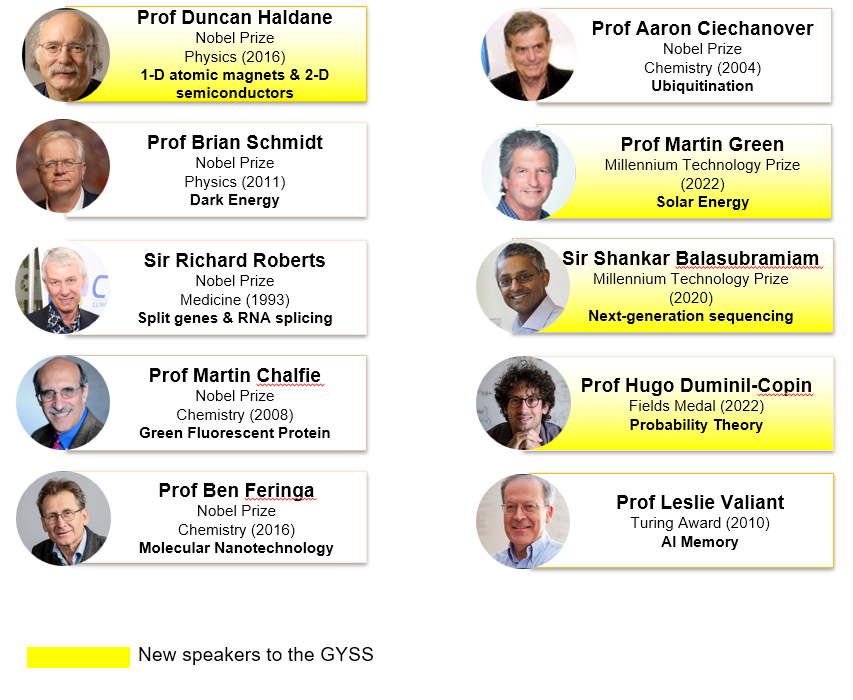 Prof Duncan Haldane
Nobel Prize
Physics (2016)
1-D atomic magnets & 2-D
semiconductors
Prof Brian Schmidt
Nobel Prize
Physics (2011)
Dark Energy
Sir Richard Roberts
Nobel Prize
Medicine (1993)
Split genes & RNA splicing
Prof Martin Chalfie
Nobel Prize
Chemistry (2008)
Green Fluorescent Protein
Prof Ben Feringa
Nobel Prize
Chemistry (2016)
Molecular Nanotechnology
Prof Aaron Ciechanover
Nobel Prize
Chemistry (2004)
Ubiquitination
Prof Martin Green
Millennium Technology Prize
(2022)
Solar Energy
Sir Shankar Balasubramiam
Millennium Technology Prize
(2020)
Next-generation sequencing
Prof Hugo Duminil-Copin
Fields Medal (2022)
Probability Theory
Prof Leslie Valiant
Turing Award (2010)
AI Memory
New speakers to the GYSS